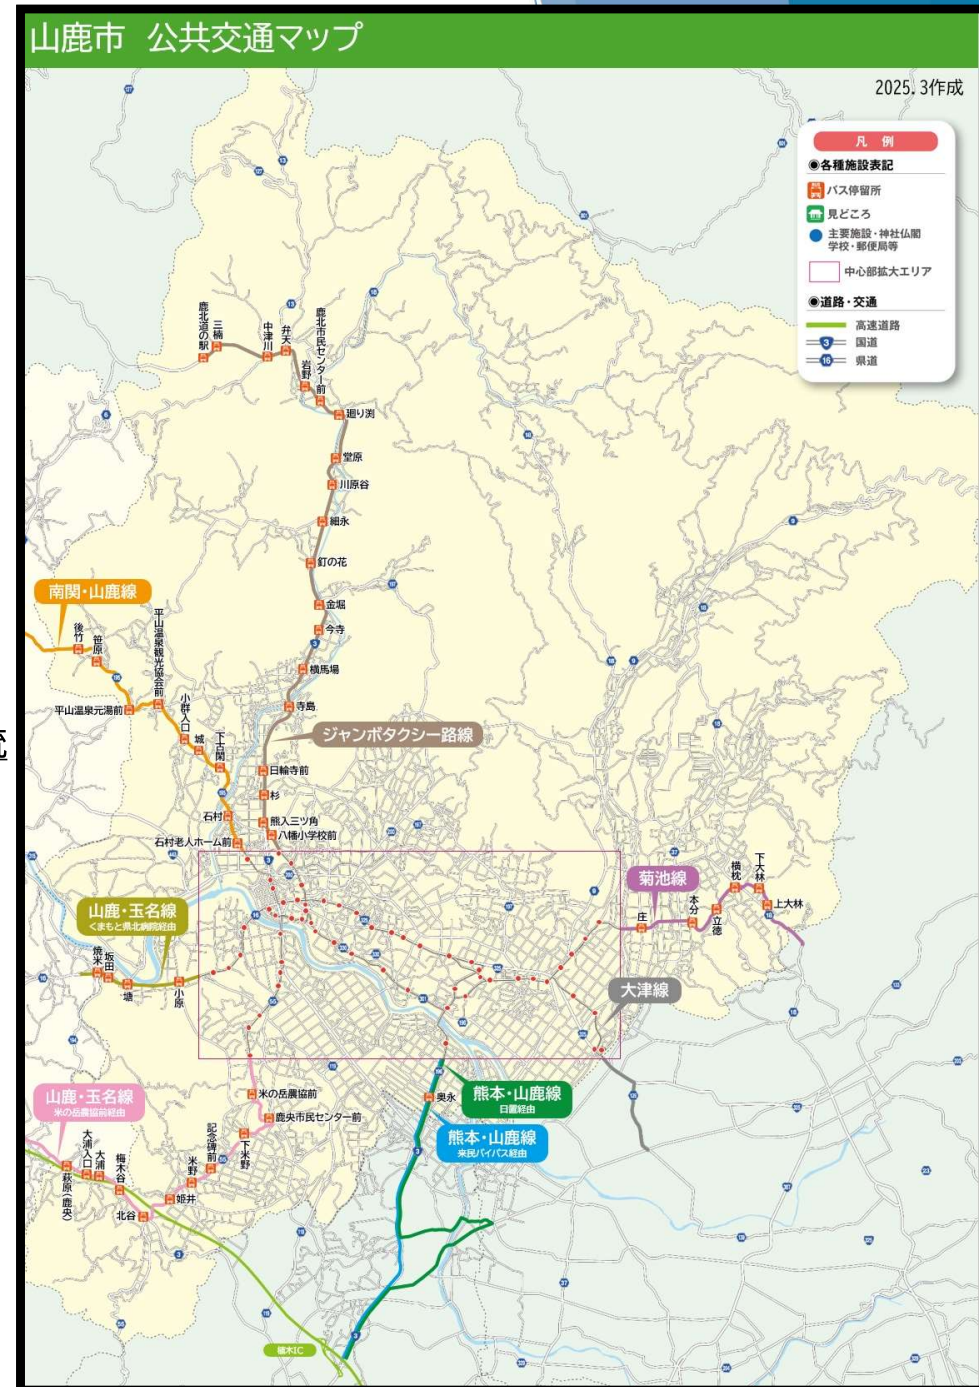 山鹿市 公共交通マップ
2025.3作成
凡 例
◉各種施設表記
バス停留所
見どころ
主要施設・神社仏閣
学校・郵便局等
中心部拡大エリア
◉道路・交通
高速道路
3 国道
16 県道
鹿北道の駅
三楠
中津川
弁天
岩野
鹿北市民センター前
廻り渕
堂原
川原谷
細永
釘の花
金堀
今寺
横馬場
寺島
ジャンボタクシー路線
日輪寺前
杉
熊入三ツ角
八幡小学校前
南関・山鹿線
後竹
笹原
平山温泉元湯前
平山温泉観光協会前
小群入口
城
下吉閑
石村
石村老人ホーム前
山鹿・玉名線
くまもと県北病院経由
焼米
坂田
塘
小原
菊池線
庄
本分
立徳
横枕
下大林
上大林
大津線
山鹿・玉名線
米の岳農協前経由
米の岳農協前
鹿央市民センター前
下米野
記念碑前
米野
姫井
北谷
梅木谷
大浦
大浦入口
萩原(鹿央)
熊本・山鹿線
日置経由
奥永
熊本・山鹿線
来民バイパス経由
植木IC